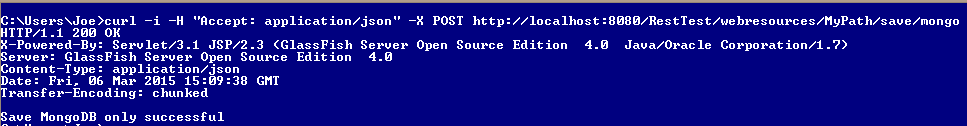 C:\Users\Joe>curl -i -H "Accept: application/json" -X POST http://localhost:8080/RestTest/webresources/MyPath/save/mongo
HTTP/1.1 200 OK
X-Powered-By: Servlet/3.1 JSP/2.3 (GlassFish Server Open Source Edition  4.0  Java/Oracle Corporation/1.7)
Server: GlassFish Server Open Source Edition  4.0
Content-Type: application/json
Date: Fri, 06 Mar 2015 15:09:38 GMT
Transfer-Encoding: chunked

Save MongoDB only successful